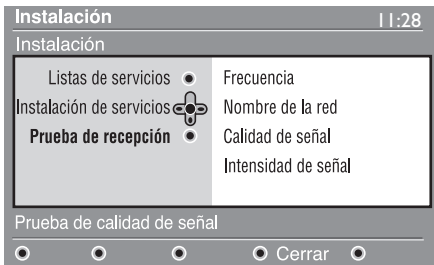 Instalación 11:28
Instalación
Listas de servicios Frecuencia
Instalación de servicios Nombre de la red
Prueba de recepción Calidad de señal
Intensidad de señal
Prueba de calidad de señal
Cerrar